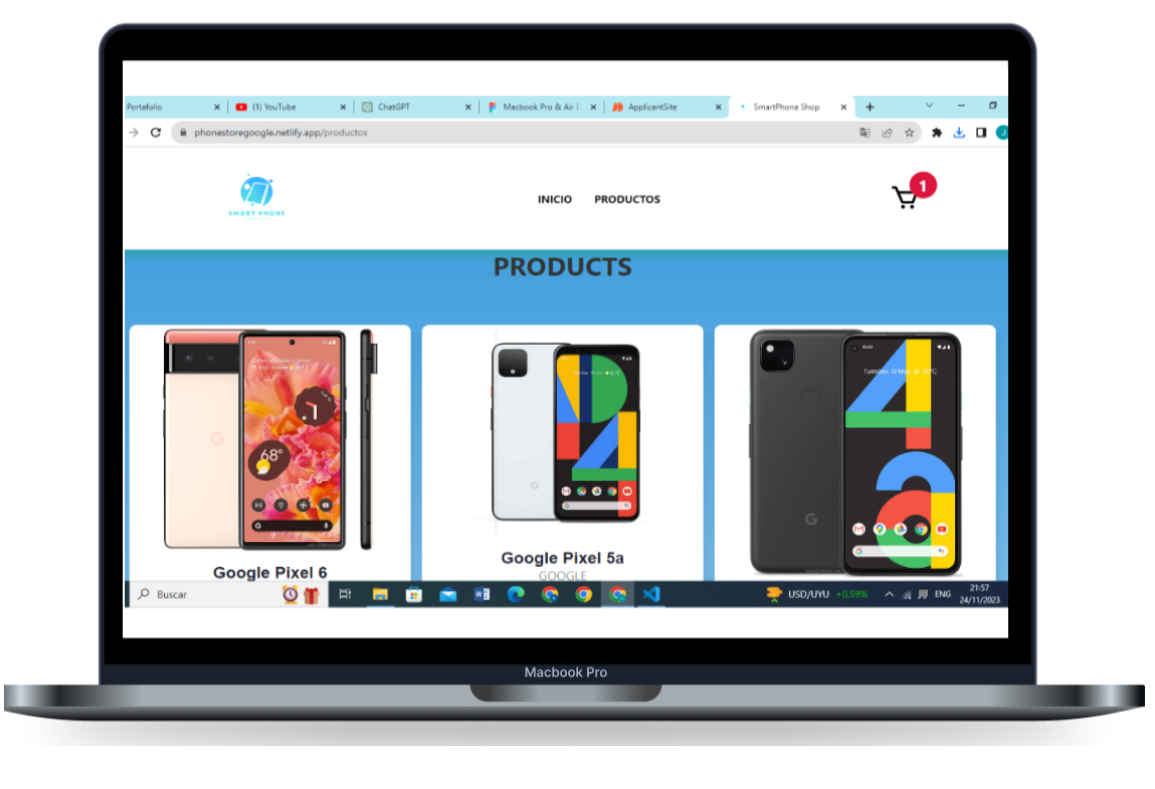 Portafolio (1) YouTube ChatGPT Macbook Pro & Air ApplicantSite SmartPhone Shop
phonestoregoogle.netlify.app/productos
SMART PHONE
INICIO PRODUCTOS
1
PRODUCTS
68°
Google Pixel 6
Google Pixel 5a
GOOGLE
Buscar
USD/UYU +0.59% ENG 21:57
24/11/2023
Macbook Pro